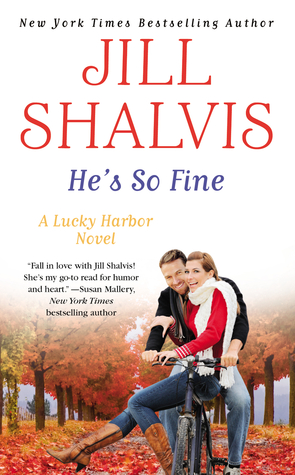 New York Times Bestselling Author
JILL
SHALVIS
He's So Fine
A Lucky Harbor
Novel
"Fall in love with Jill Shalvis!
She's my go-to read for humor
and heart." —Susan Mallery,
New York Times
bestselling author